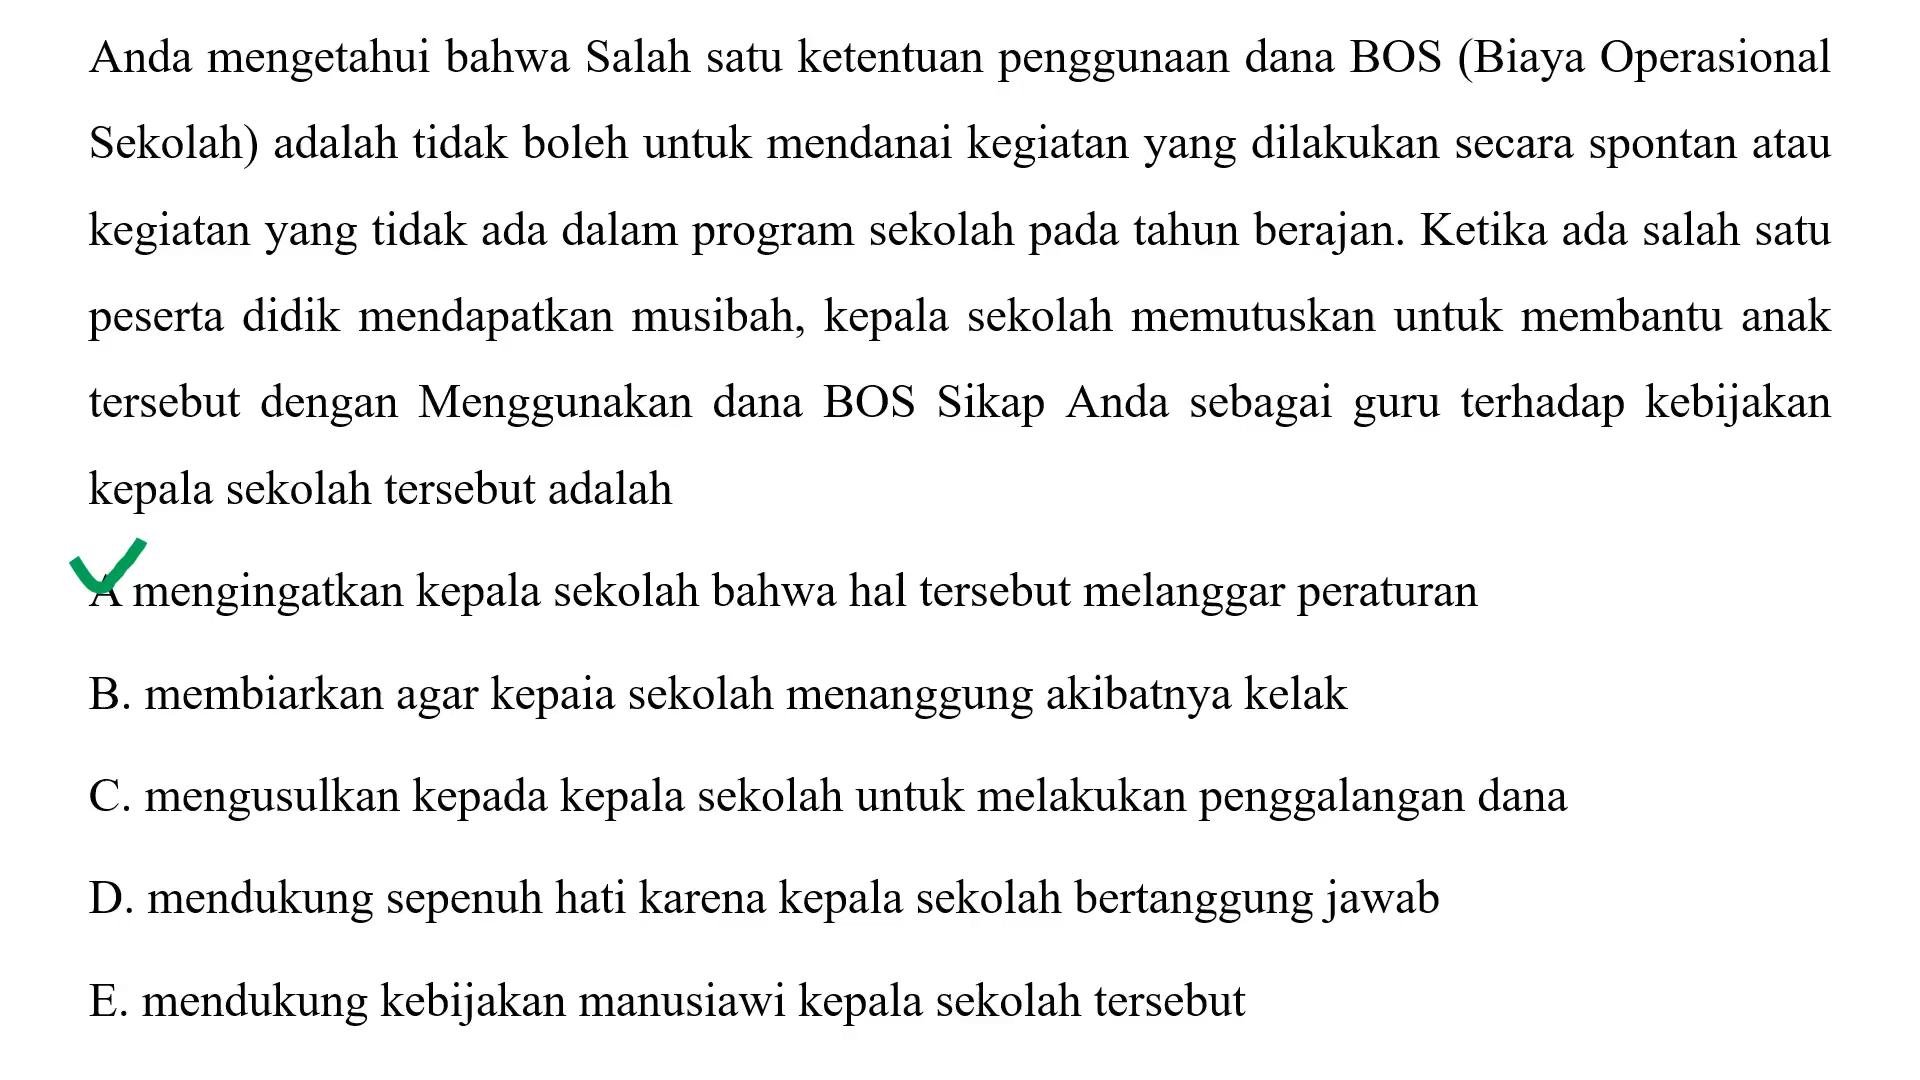 Anda mengetahui bahwa Salah satu ketentuan penggunaan dana BOS (Biaya Operasional
Sekolah) adalah tidak boleh untuk mendanai kegiatan yang dilakukan secara spontan atau
kegiatan yang tidak ada dalam program sekolah pada tahun berajan. Ketika ada salah satu
peserta didik mendapatkan musibah, kepala sekolah memutuskan untuk membantu anak
tersebut dengan Menggunakan dana BOS Sikap Anda sebagai guru terhadap kebijakan
kepala sekolah tersebut adalah
A mengingatkan kepala sekolah bahwa hal tersebut melanggar peraturan
B. membiarkan agar kepaia sekolah menanggung akibatnya kelak
C. mengusulkan kepada kepala sekolah untuk melakukan penggalangan dana
D. mendukung sepenuh hati karena kepala sekolah bertanggung jawab
E. mendukung kebijakan manusiawi kepala sekolah tersebut